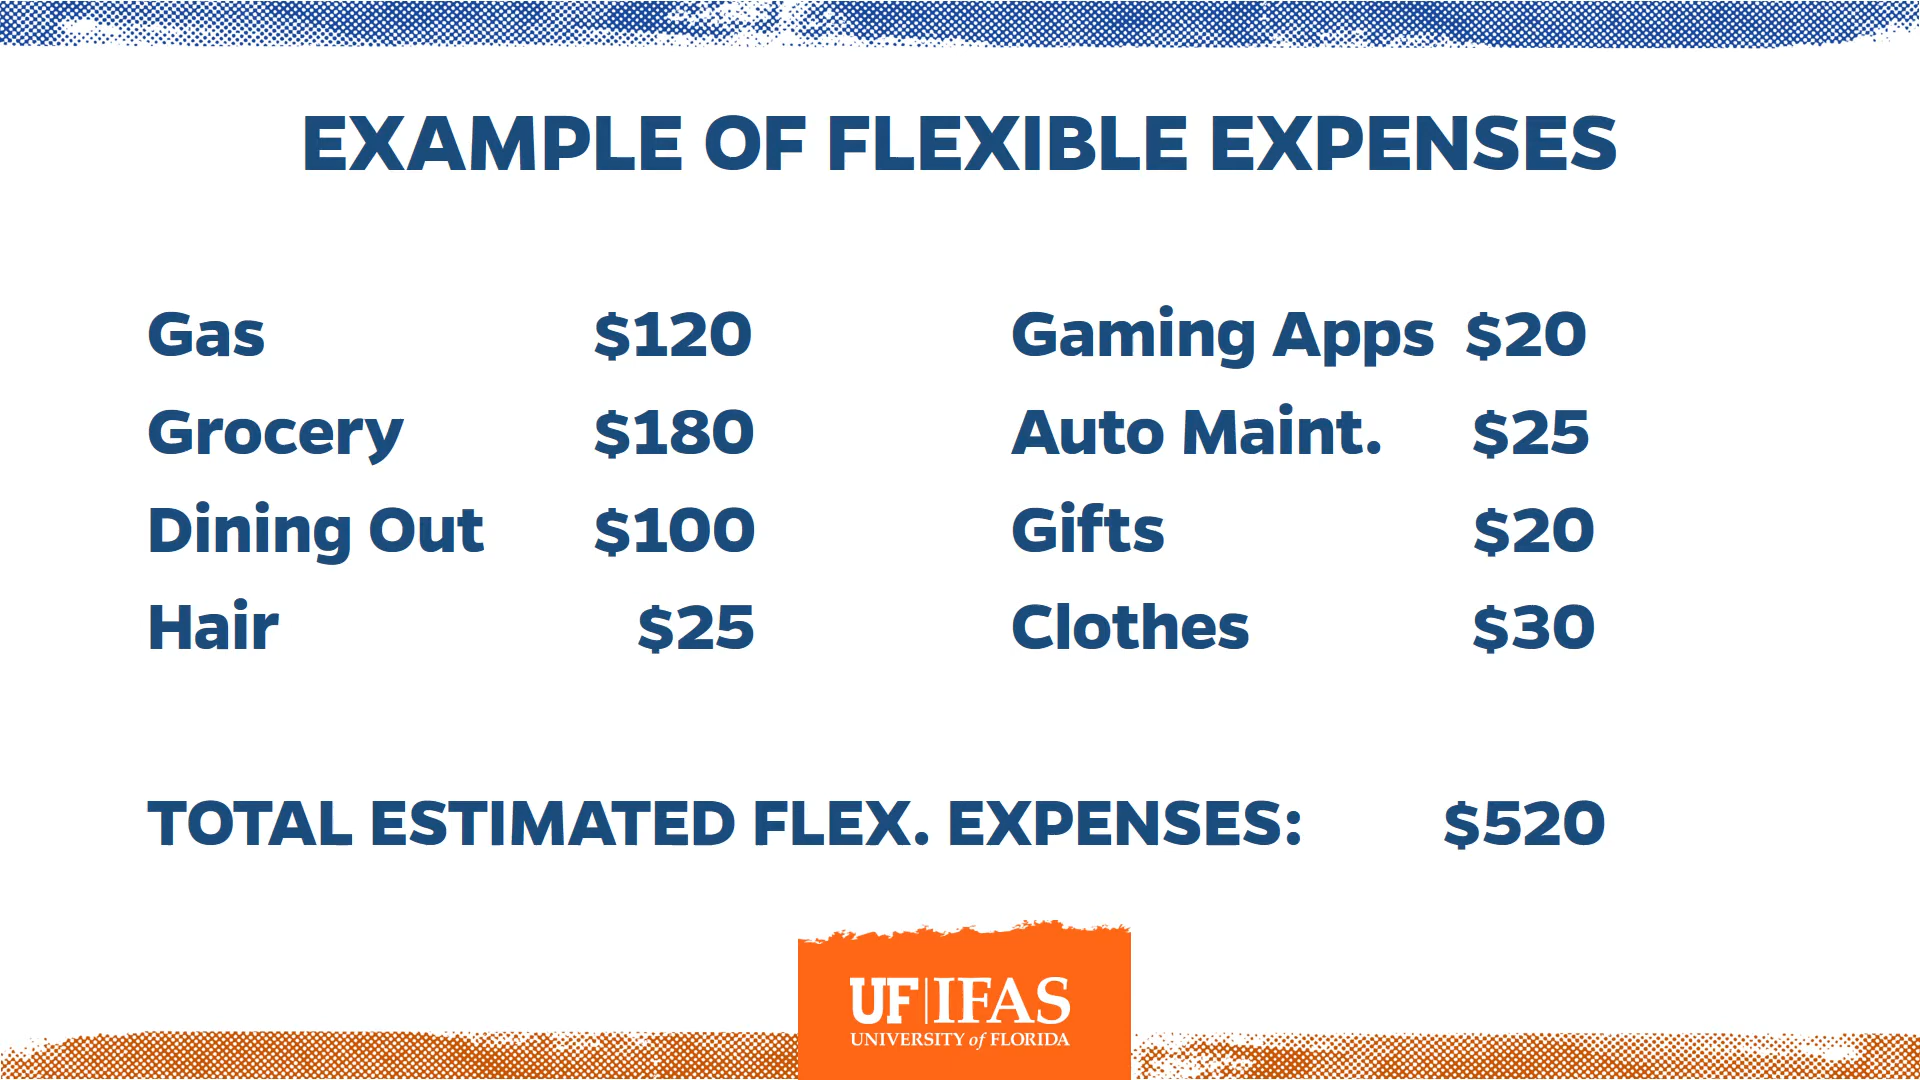 EXAMPLE OF FLEXIBLE EXPENSES
Gas $120
Grocery $180
Dining Out $100
Hair $25
Gaming Apps $20
Auto Maint. $25
Gifts $20
Clothes $30
TOTAL ESTIMATED FLEX. EXPENSES: $520
UF IFAS
UNIVERSITY of FLORIDA